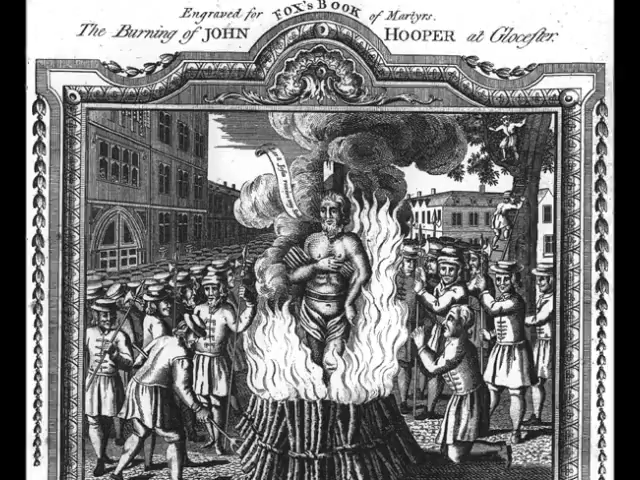 Engraved for FOX'S BOOK of Martyrs.
The Burning of JOHN HOOPER at Gloceſter.